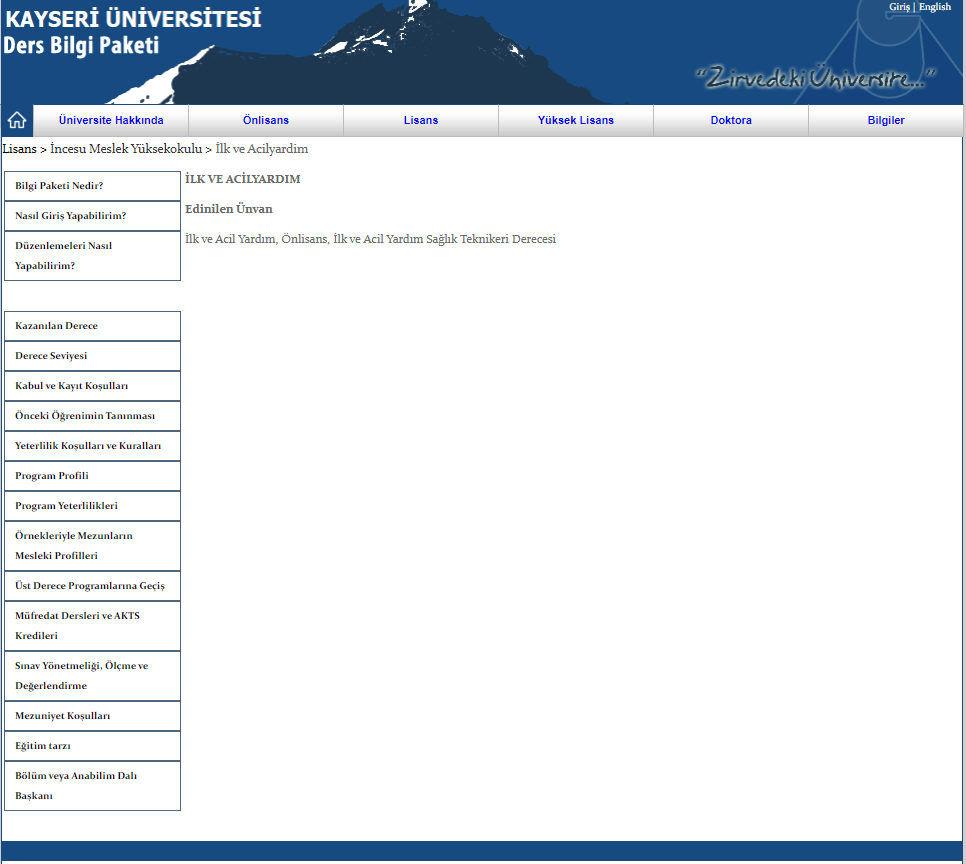 KAYSERİ ÜNİVERSİTESİ
Ders Bilgi Paketi
Giriş | English
“Zirvedeki Üniversite...”
Üniversite Hakkında
Önlisans
Lisans
Yüksek Lisans
Doktora
Bilgiler
Lisans > İncesu Meslek Yüksekokulu > İlk ve Acilyardim
Bilgi Paketi Nedir?
Nasıl Giriş Yapabilirim?
Düzenlemeleri Nasıl
Yapabilirim?
İLK VE ACİLYARDIM
Edinilen Ünvan
İlk ve Acil Yardım, Önlisans, İlk ve Acil Yardım Sağlık Teknikeri Derecesi
Kazanılan Derece
Derece Seviyesi
Kabul ve Kayıt Koşulları
Önceki Öğrenimin Tanınması
Yeterlilik Koşulları ve Kuralları
Program Profili
Program Yeterlilikleri
Örnekleriyle Mezunların
Mesleki Profilleri
Üst Derece Programlarına Geçiş
Müfredat Dersleri ve AKTS
Kredileri
Sınav Yönetmeliği, Ölçme ve
Değerlendirme
Mezuniyet Koşulları
Eğitim tarzı
Bölüm veya Anabilim Dalı
Başkanı